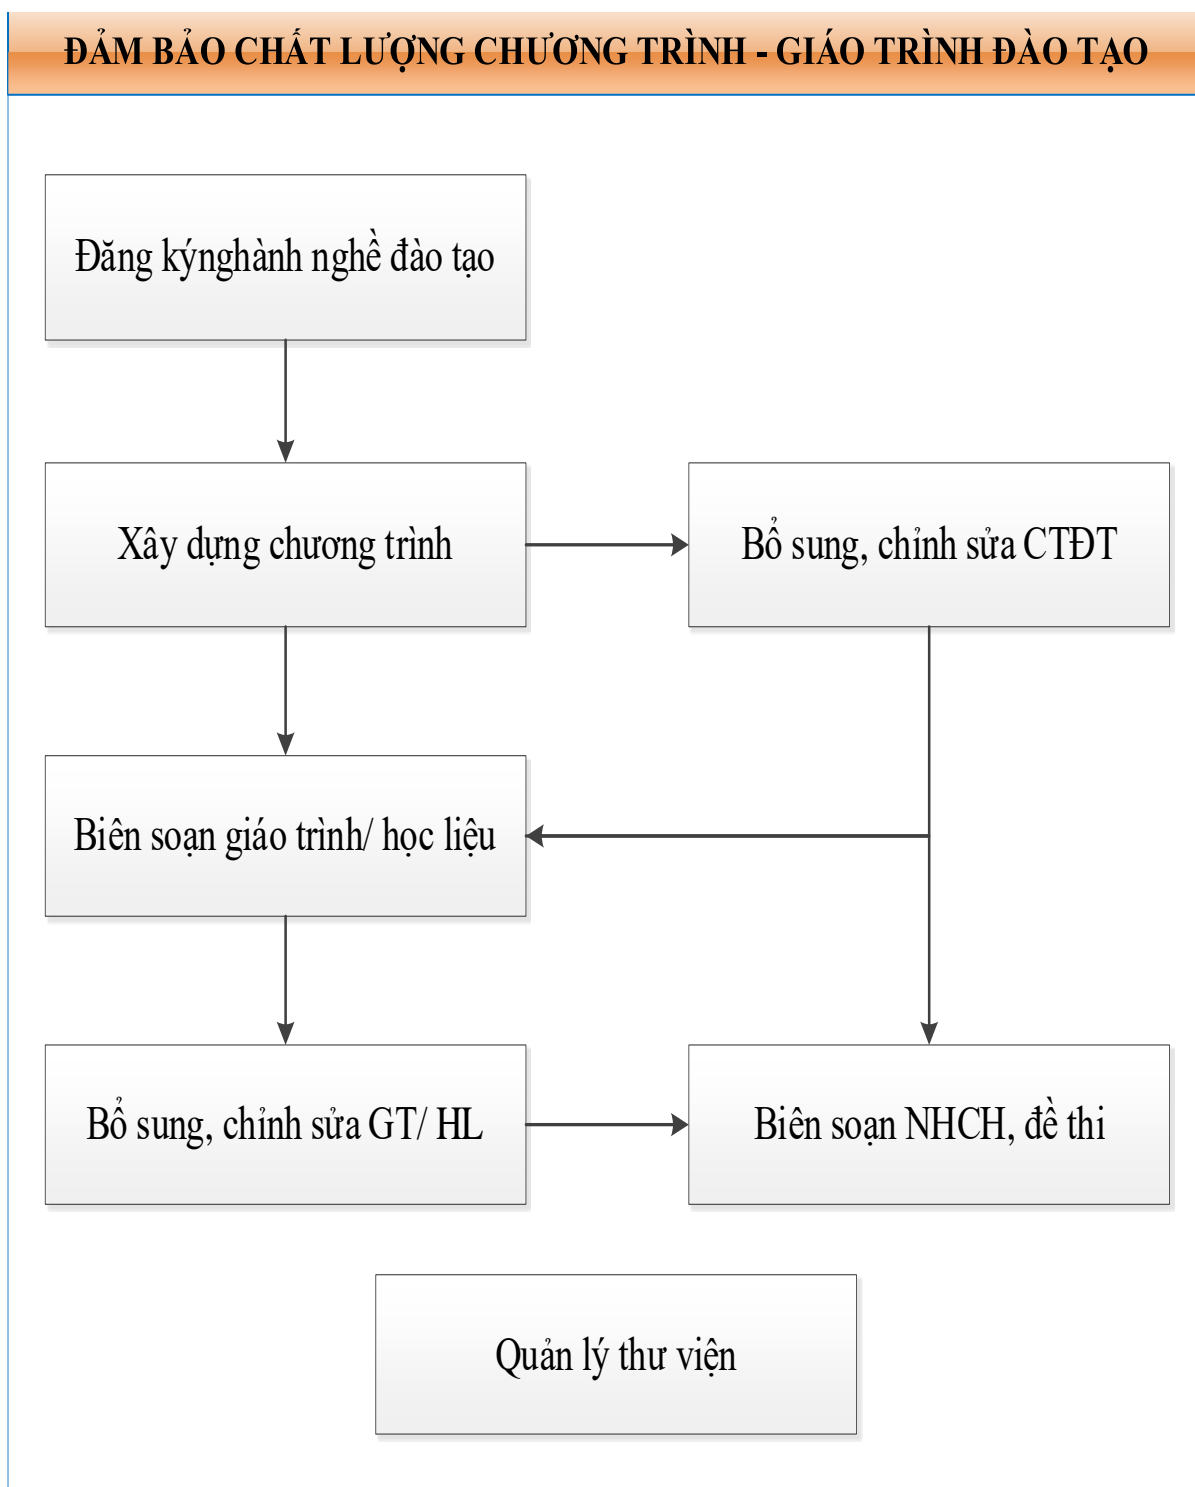 ĐẢM BẢO CHẤT LƯỢNG CHƯƠNG TRÌNH - GIÁO TRÌNH ĐÀO TẠO
Đăng kýnghành nghề đào tạo
Xây dựng chương trình
Bổ sung, chỉnh sửa CTĐT
Biên soạn giáo trình/ học liệu
Bổ sung, chỉnh sửa GT/ HL
Biên soạn NHCH, đề thi
Quản lý thư viện